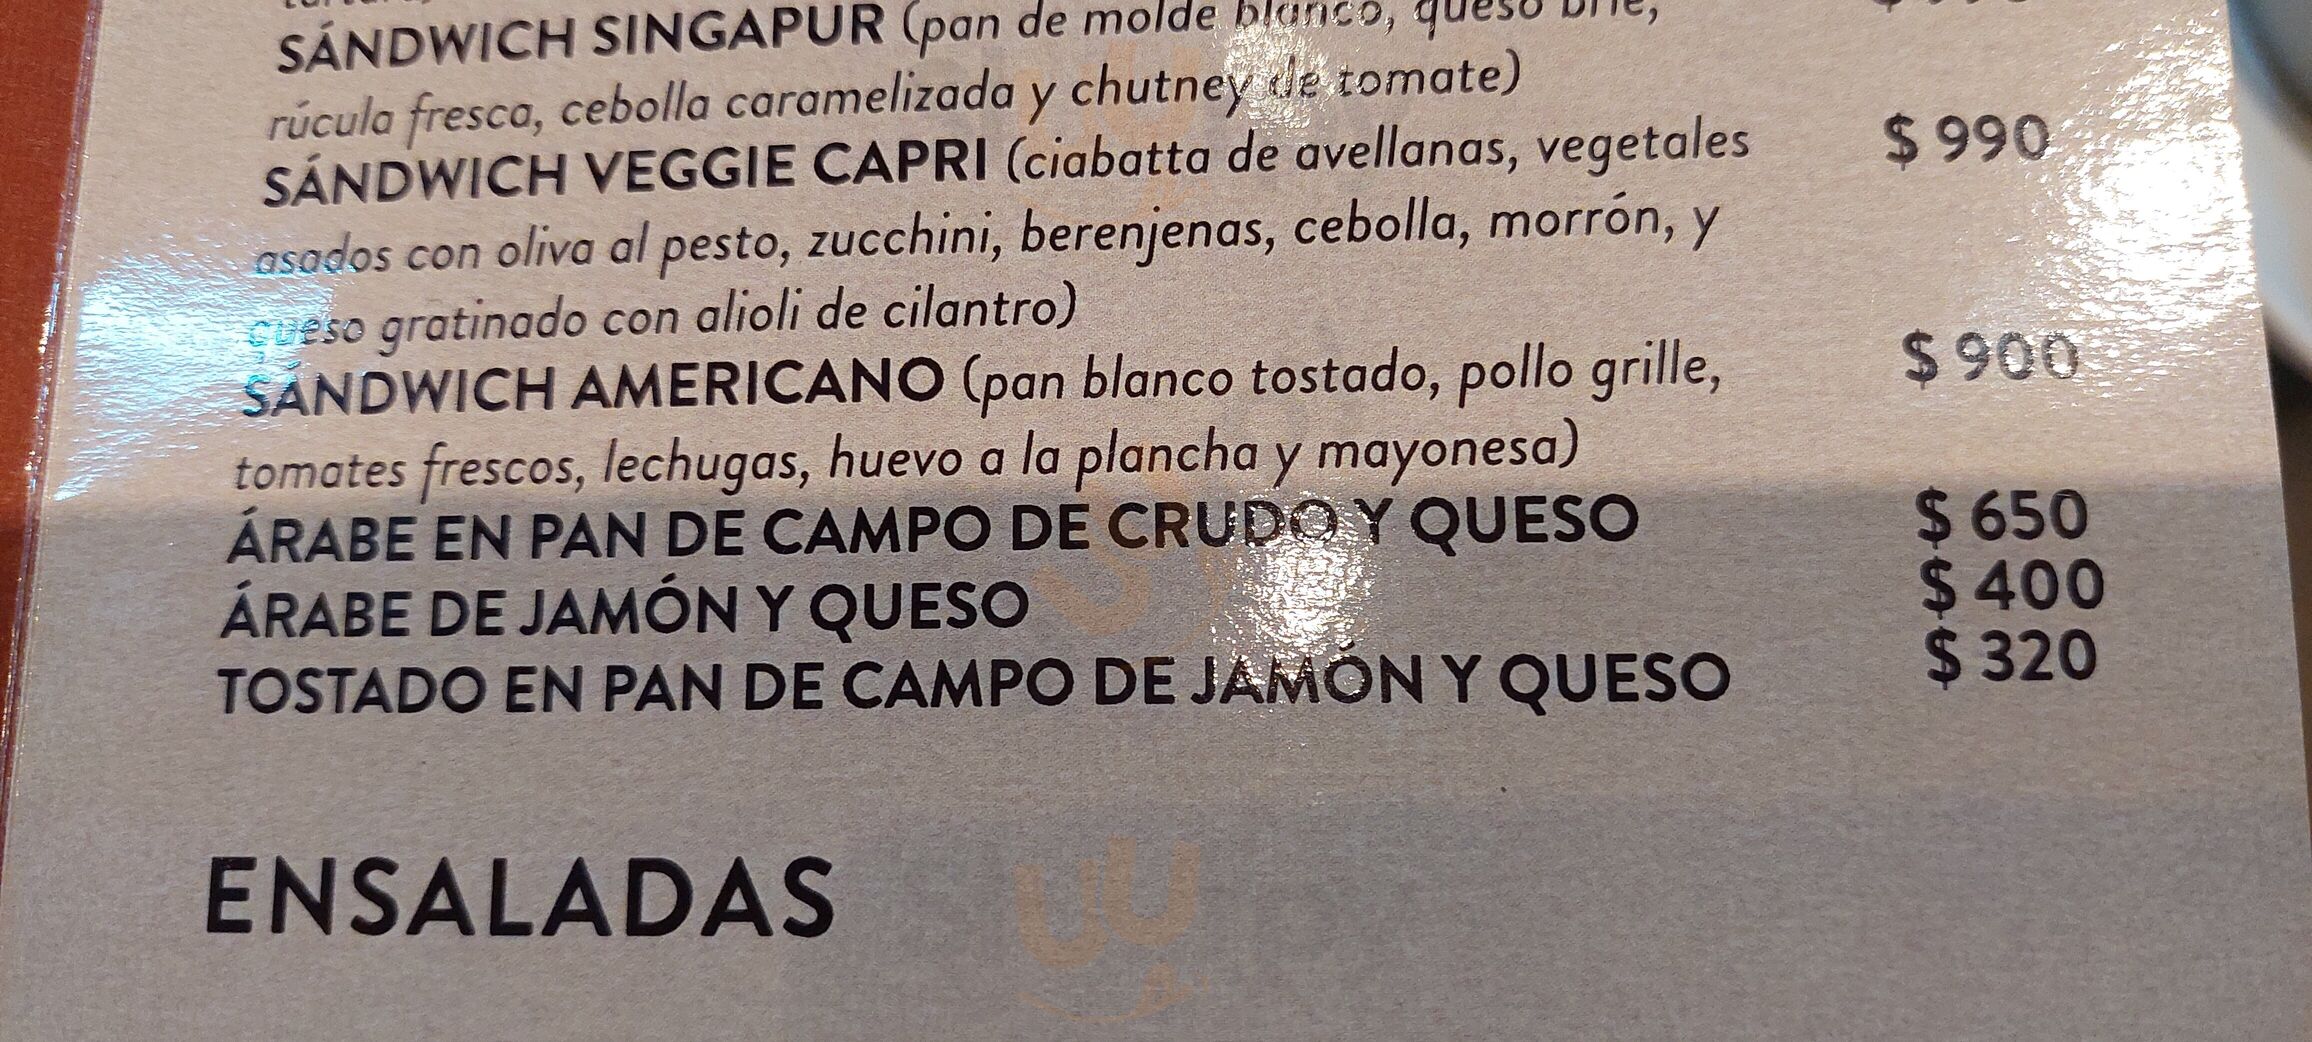 SÁNDWICH SINGAPUR (pan de molde blanco, queso brie,
rúcula fresca, cebolla caramelizada y chutney de tomate)
SÁNDWICH VEGGIE CAPRI (ciabatta de avellanas, vegetales $ 990
asados con oliva al pesto, zucchini, berenjenas, cebolla, morrón, y
queso gratinado con alioli de cilantro)
SÁNDWICH AMERICANO (pan blanco tostado, pollo grille, $ 900
tomates frescos, lechugas, huevo a la plancha y mayonesa)
ÁRABE EN PAN DE CAMPO DE CRUDO Y QUESO $ 650
ÁRABE DE JAMÓN Y QUESO $ 400
TOSTADO EN PAN DE CAMPO DE JAMÓN Y QUESO $ 320
ENSALADAS